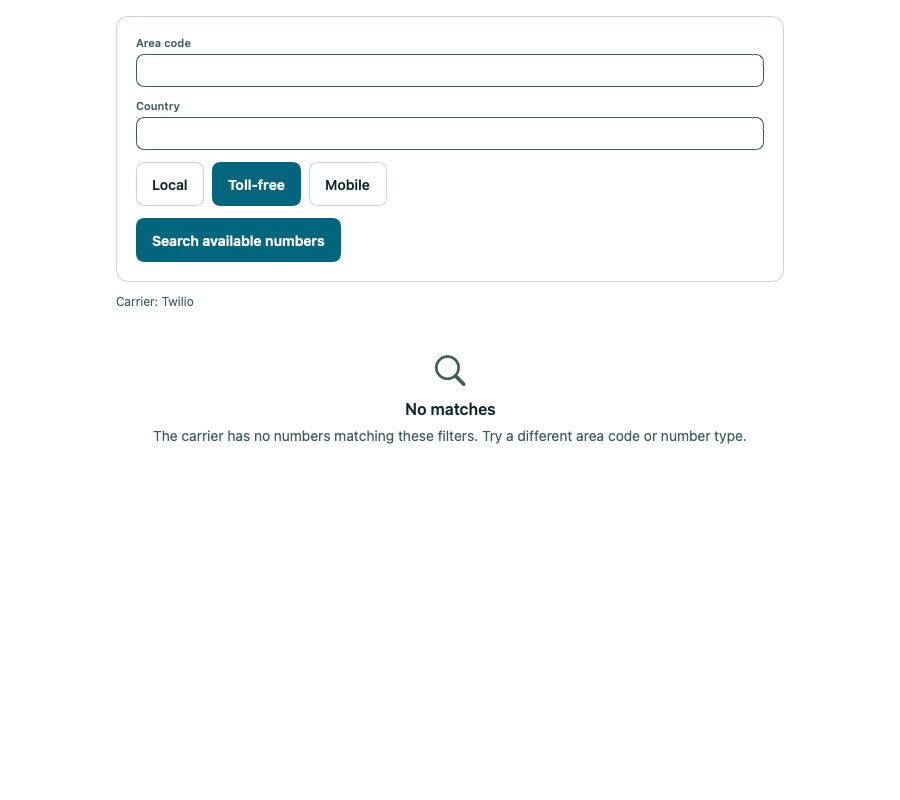 Area code
Country
Local
Toll-free
Mobile
Search available numbers
Carrier: Twilio
No matches
The carrier has no numbers matching these filters. Try a different area code or number type.